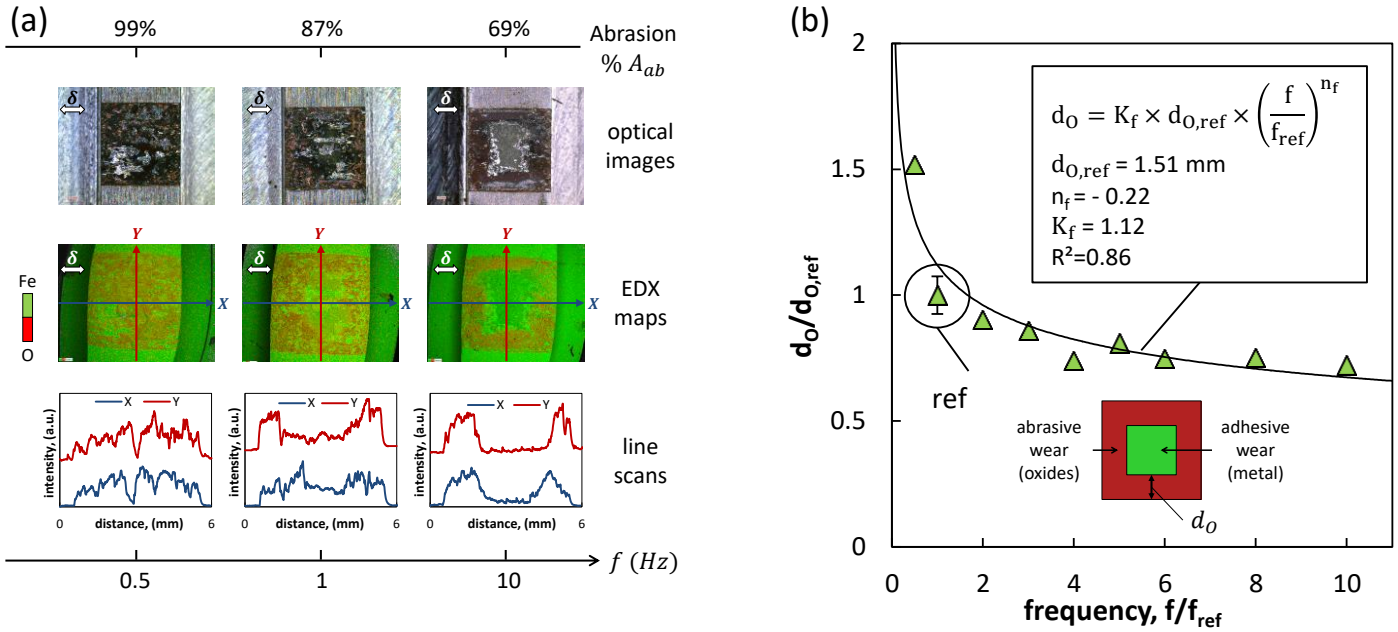 (a)
99% 87% 69% Abrasion
% A_ab
δ δ δ
optical
images
Y Y Y
δ δ δ
Fe
O
X X X
EDX
maps
X Y X Y X Y
intensity, (a.u.) intensity, (a.u.) intensity, (a.u.)
line
scans
0 6 0 6 0 6
distance, (mm) distance, (mm) distance, (mm)
f (Hz)
0.5 1 10
(b)
2
1.5
1
0.5
0
d_O/d_O,ref
d_O = K_f × d_O,ref × (f/f_ref)^n_f
d_O,ref = 1.51 mm
n_f = - 0.22
K_f = 1.12
R²=0.86
ref
abrasive
wear
(oxides)
adhesive
wear
(metal)
d_O
0 2 4 6 8 10
frequency, f/f_ref